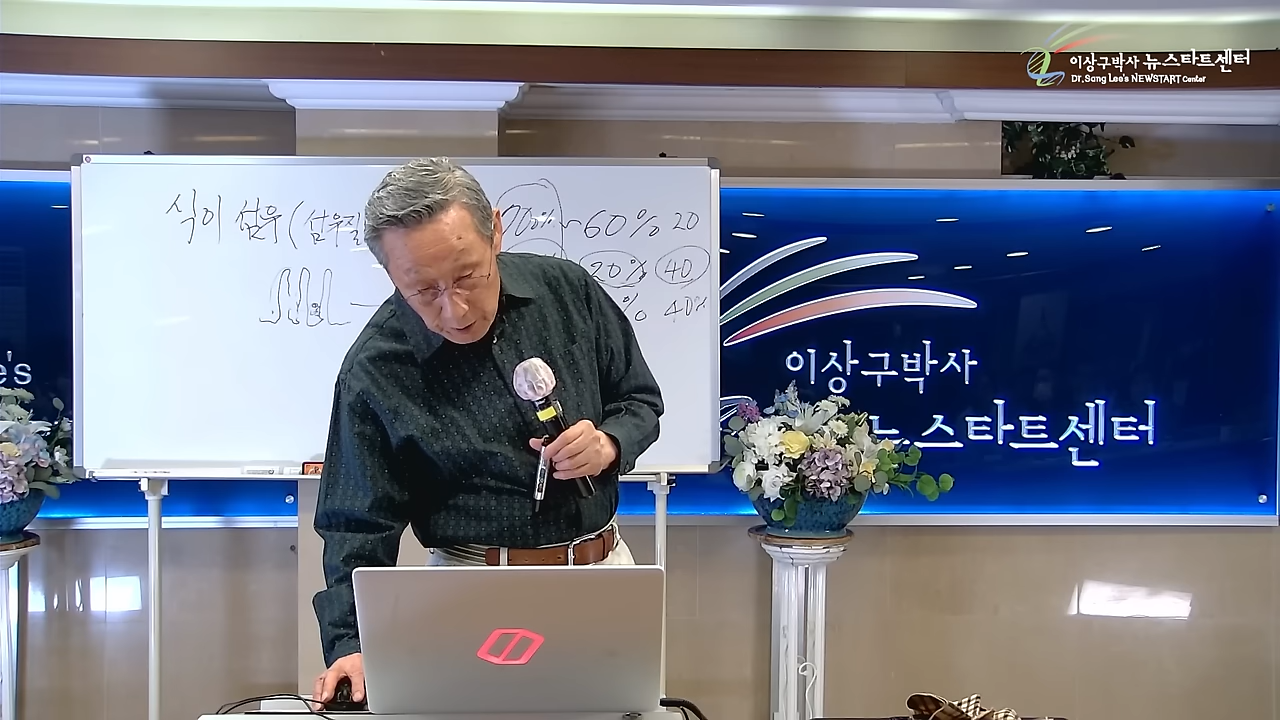 이상구박사 뉴스타트센터
Dr. Sang Lee's NEWSTART Center
식이 섬유 (섬유질
70% ~ 60% 20
20% 40
% 40%
e's
이상구박사
뉴스타트센터